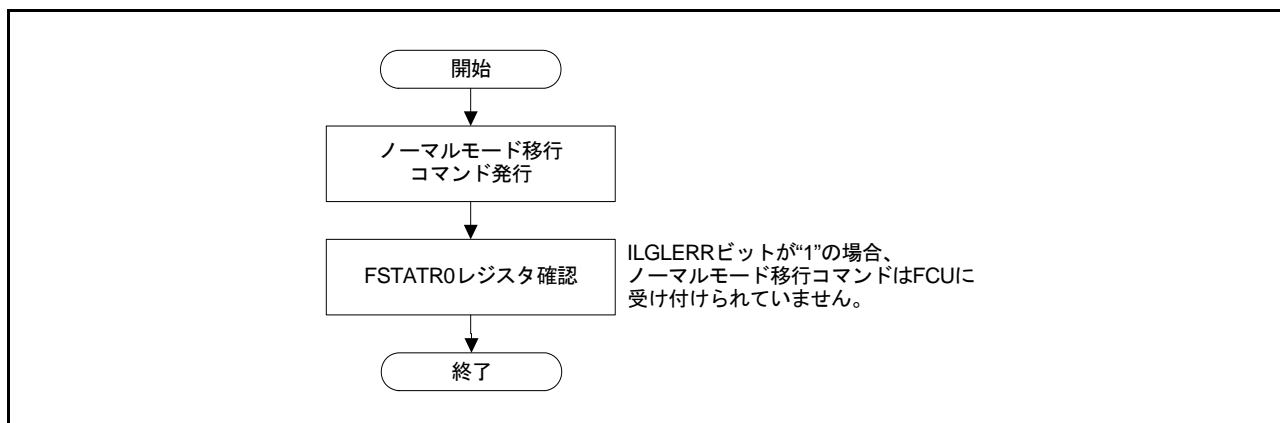 開始
ノーマルモード移行
コマンド発行
FSTATR0レジスタ確認
ILGLERRビットが“1”の場合、
ノーマルモード移行コマンドはFCUに
受け付けられていません。
終了